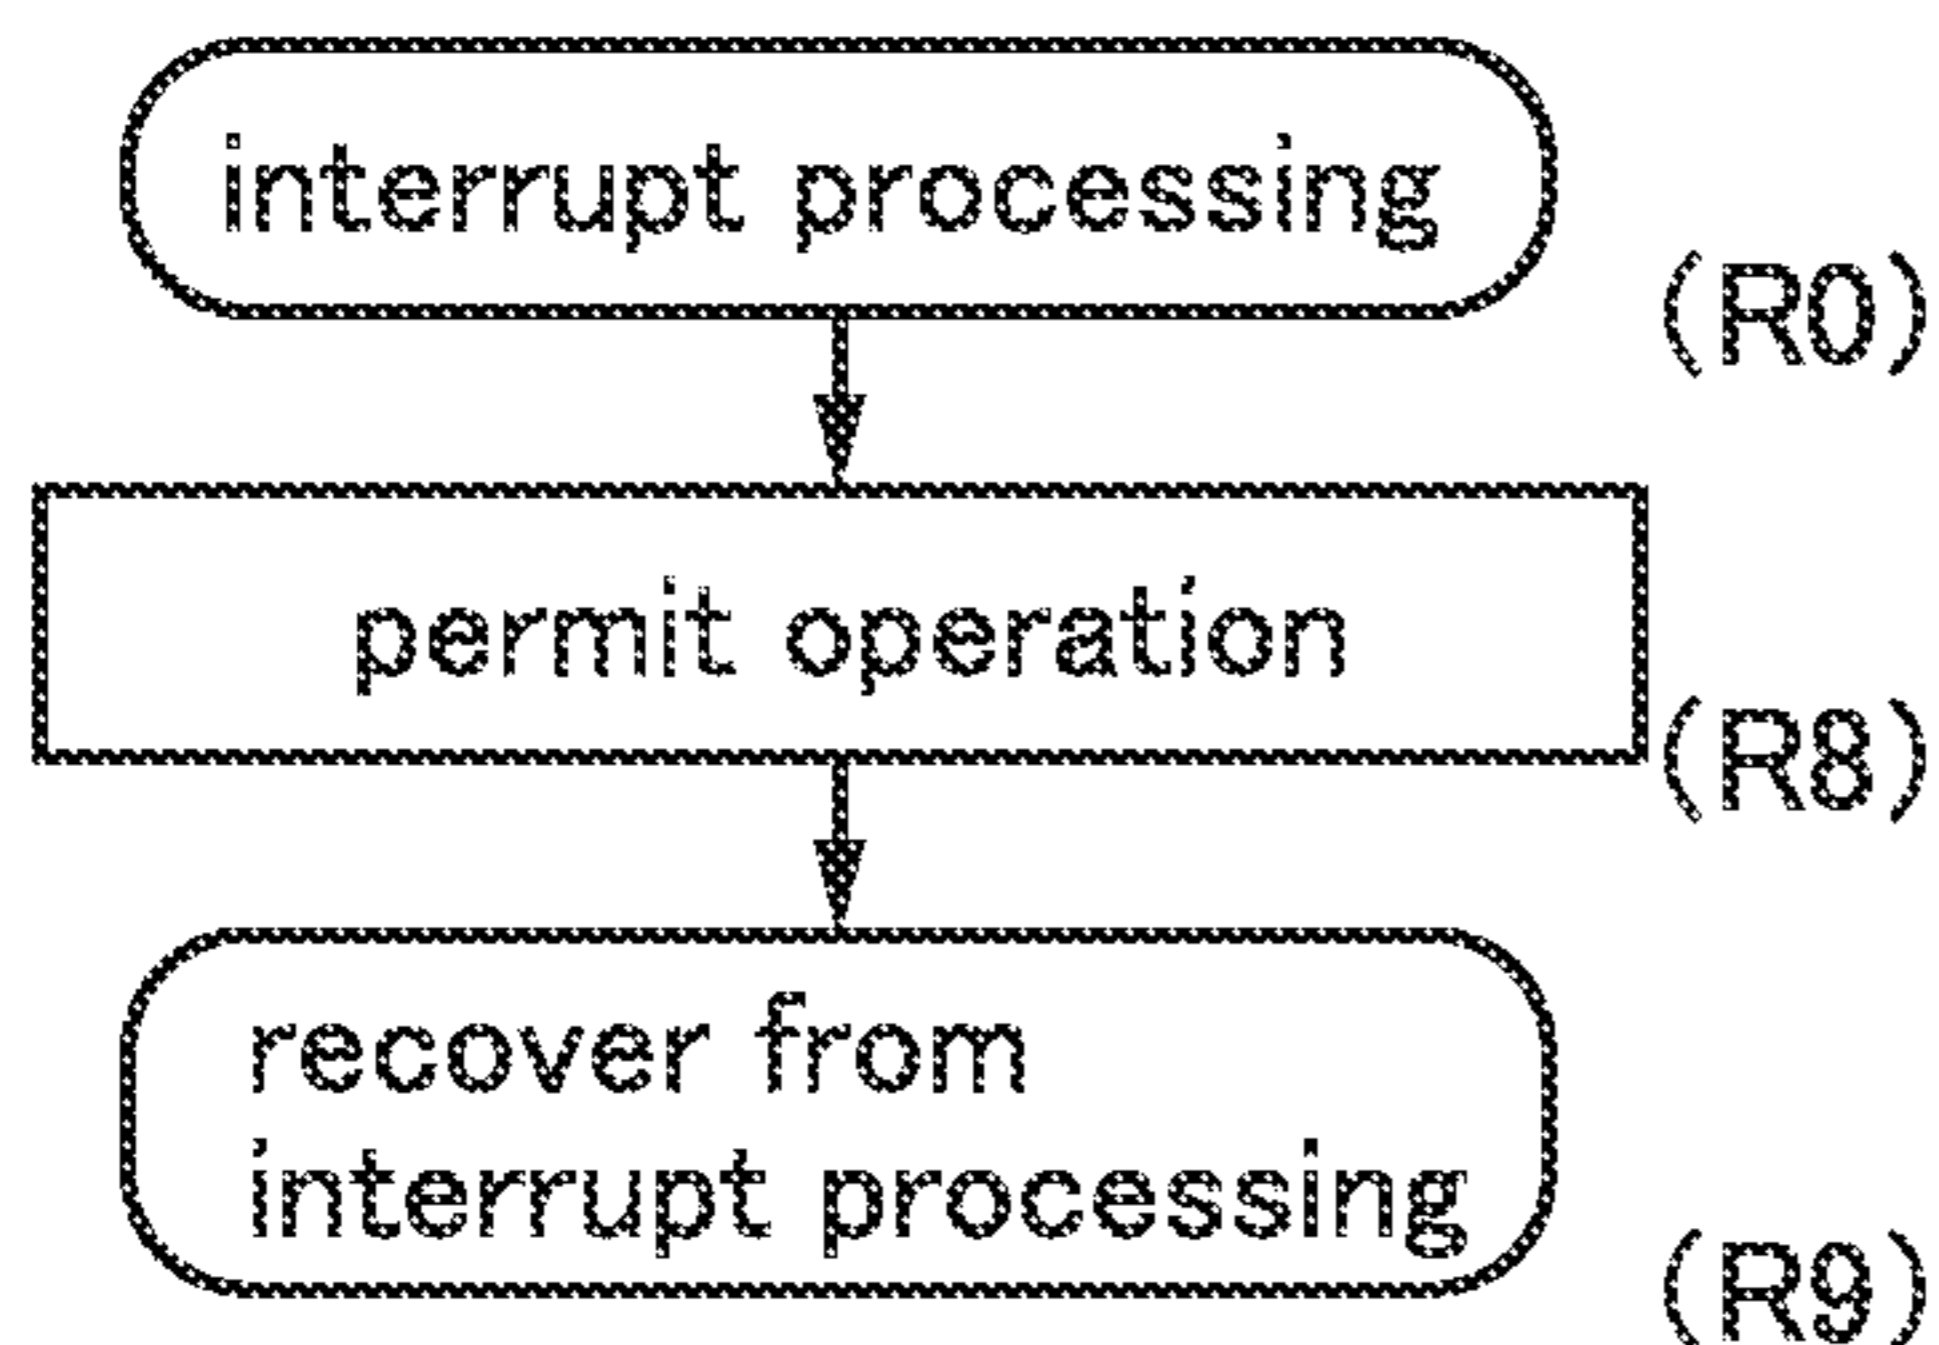 interrupt processing
(R0)
permit operation
(R8)
recover from
interrupt processing
(R9)